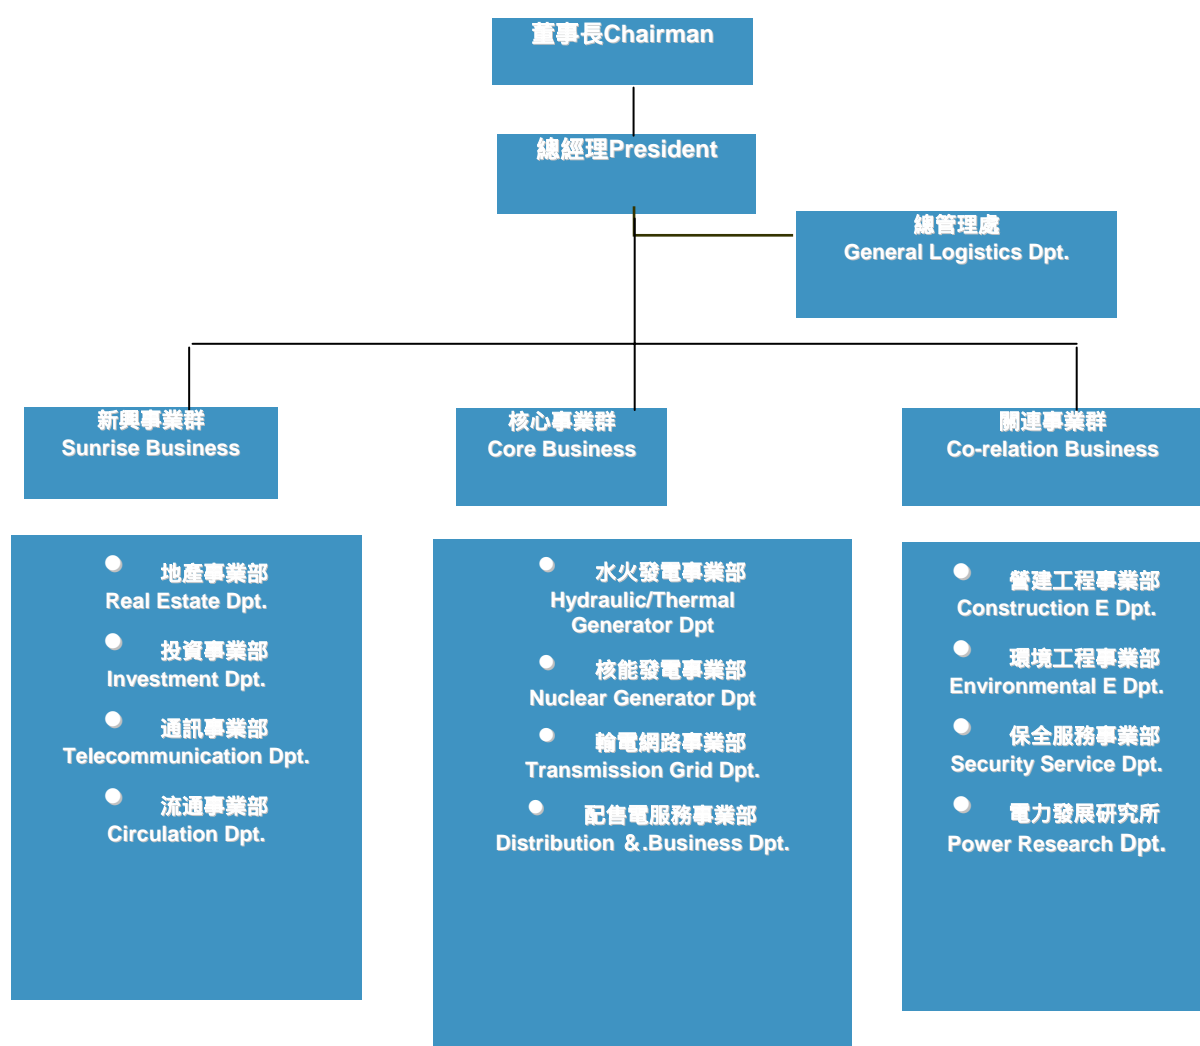 董事長Chairman
總經理President
總管理處
General Logistics Dpt.
新興事業群
Sunrise Business
核心事業群
Core Business
關連事業群
Co-relation Business
● 地產事業部
Real Estate Dpt.
● 投資事業部
Investment Dpt.
● 通訊事業部
Telecommunication Dpt.
● 流通事業部
Circulation Dpt.
● 水火發電事業部
Hydraulic/Thermal
Generator Dpt
● 核能發電事業部
Nuclear Generator Dpt
● 輸電網路事業部
Transmission Grid Dpt.
● 配售電服務事業部
Distribution ＆.Business Dpt.
● 營建工程事業部
Construction E Dpt.
● 環境工程事業部
Environmental E Dpt.
● 保全服務事業部
Security Service Dpt.
● 電力發展研究所
Power Research Dpt.